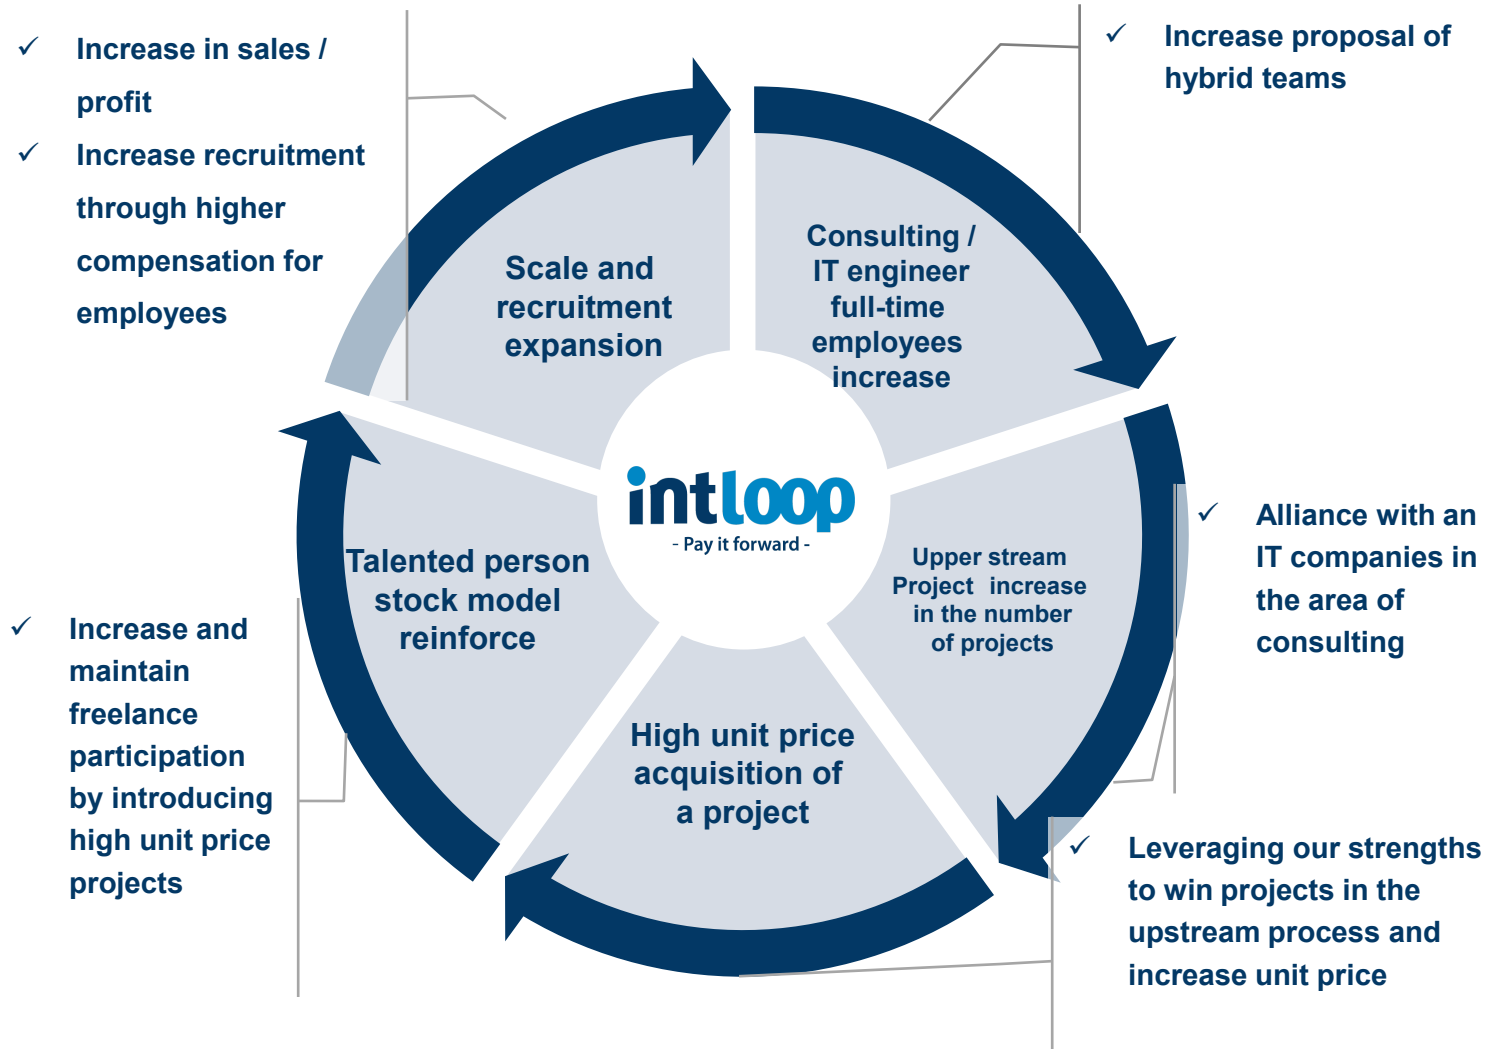 ✓ Increase in sales /
profit
✓ Increase recruitment
through higher
compensation for
employees
✓ Increase proposal of
hybrid teams
Scale and
recruitment
expansion
Consulting /
IT engineer
full-time
employees
increase
intloop
- Pay it forward -
Talented person
stock model
reinforce
Upper stream
Project increase
in the number
of projects
High unit price
acquisition of
a project
✓ Alliance with an
IT companies in
the area of
consulting
✓ Increase and
maintain
freelance
participation
by introducing
high unit price
projects
✓ Leveraging our strengths
to win projects in the
upstream process and
increase unit price